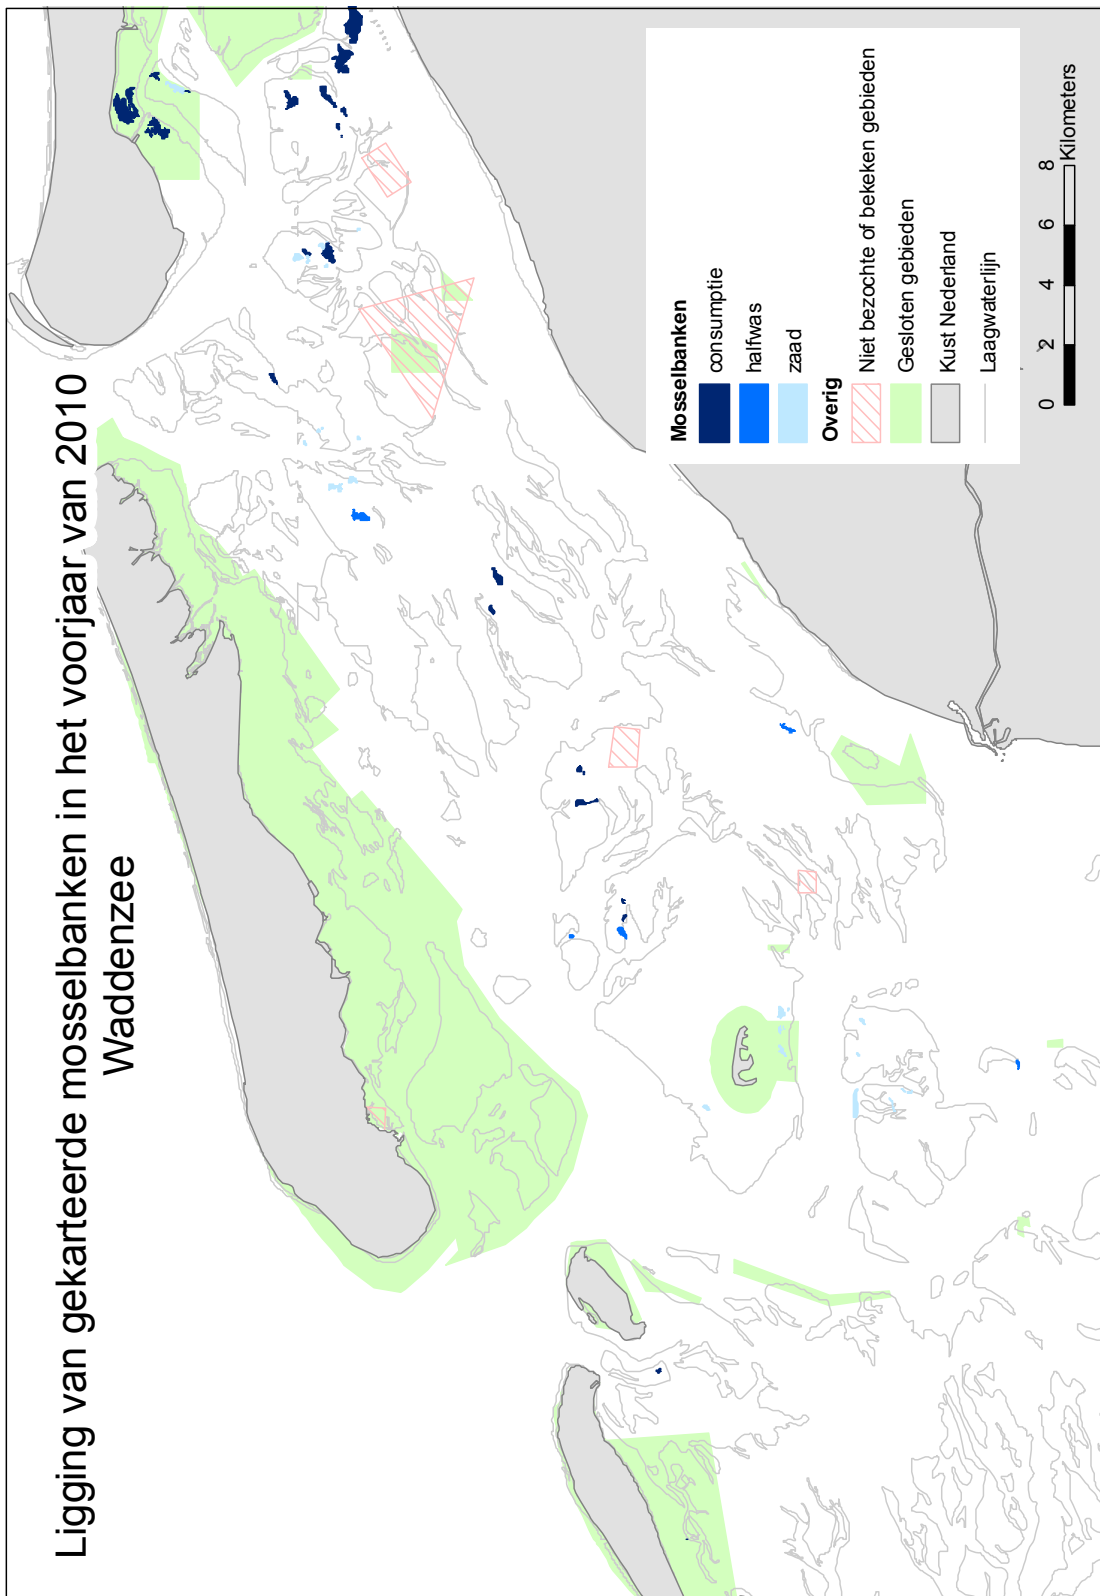 Ligging van gekarteerde mosselbanken in het voorjaar van 2010
Waddenzee
Mosselbanken
consumptie
halfwas
zaad
Overig
Niet bezochte of bekeken gebieden
Gesloten gebieden
Kust Nederland
Laagwaterlijn
0 2 4 6 8
Kilometers